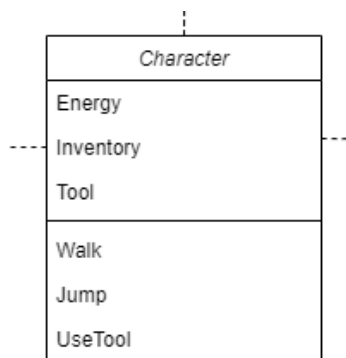 Character
Energy
Inventory
Tool
Walk
Jump
UseTool